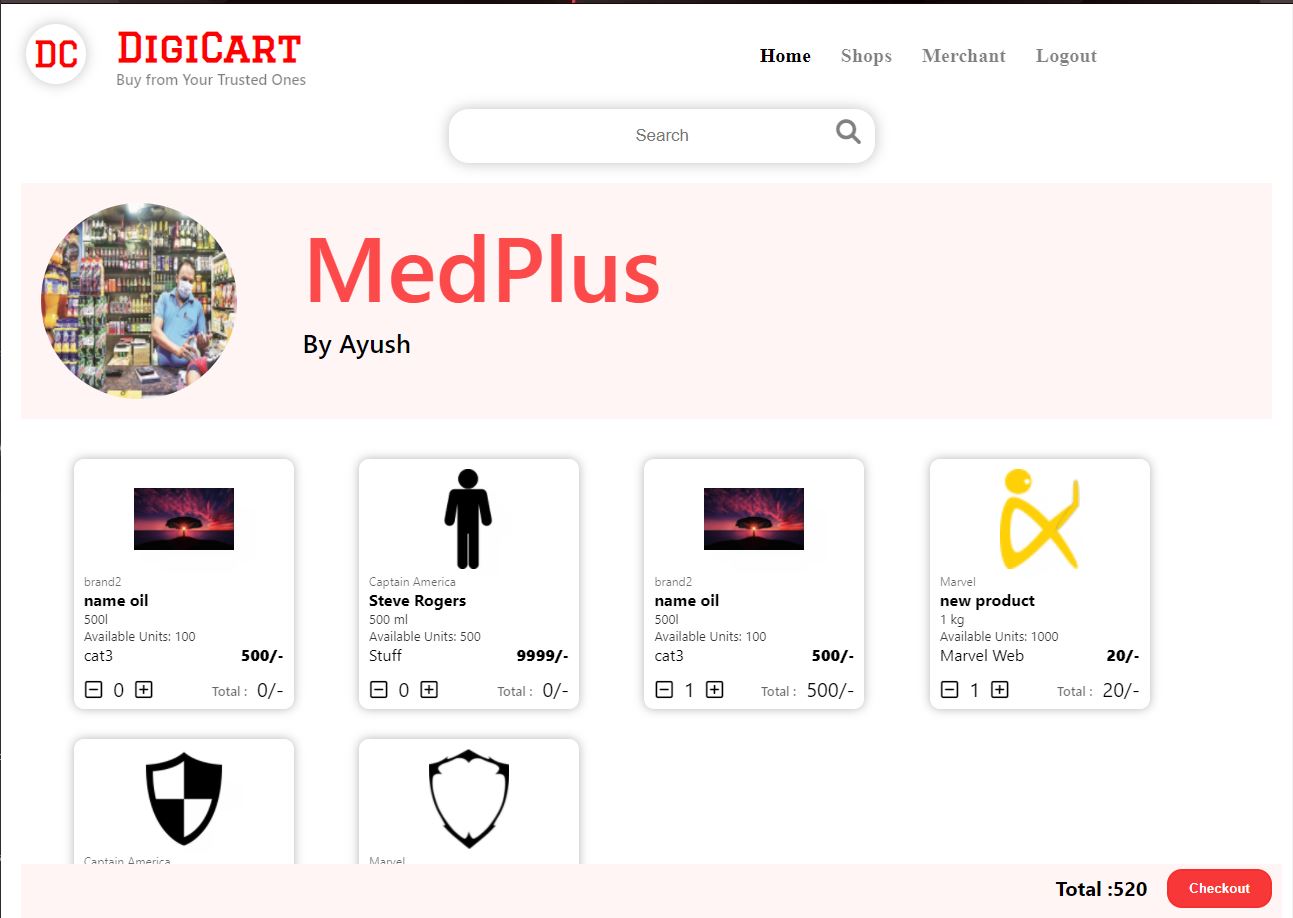 DC
DIGICART
Buy from Your Trusted Ones
Home Shops Merchant Logout
Search
MedPlus
By Ayush
brand2
name oil
500l
Available Units: 100
cat3 500/-
0 Total : 0/-
Captain America
Steve Rogers
500 ml
Available Units: 500
Stuff 9999/-
0 Total : 0/-
brand2
name oil
500l
Available Units: 100
cat3 500/-
1 Total : 500/-
Marvel
new product
1 kg
Available Units: 1000
Marvel Web 20/-
1 Total : 20/-
Captain America
Marvel
Total :520 Checkout